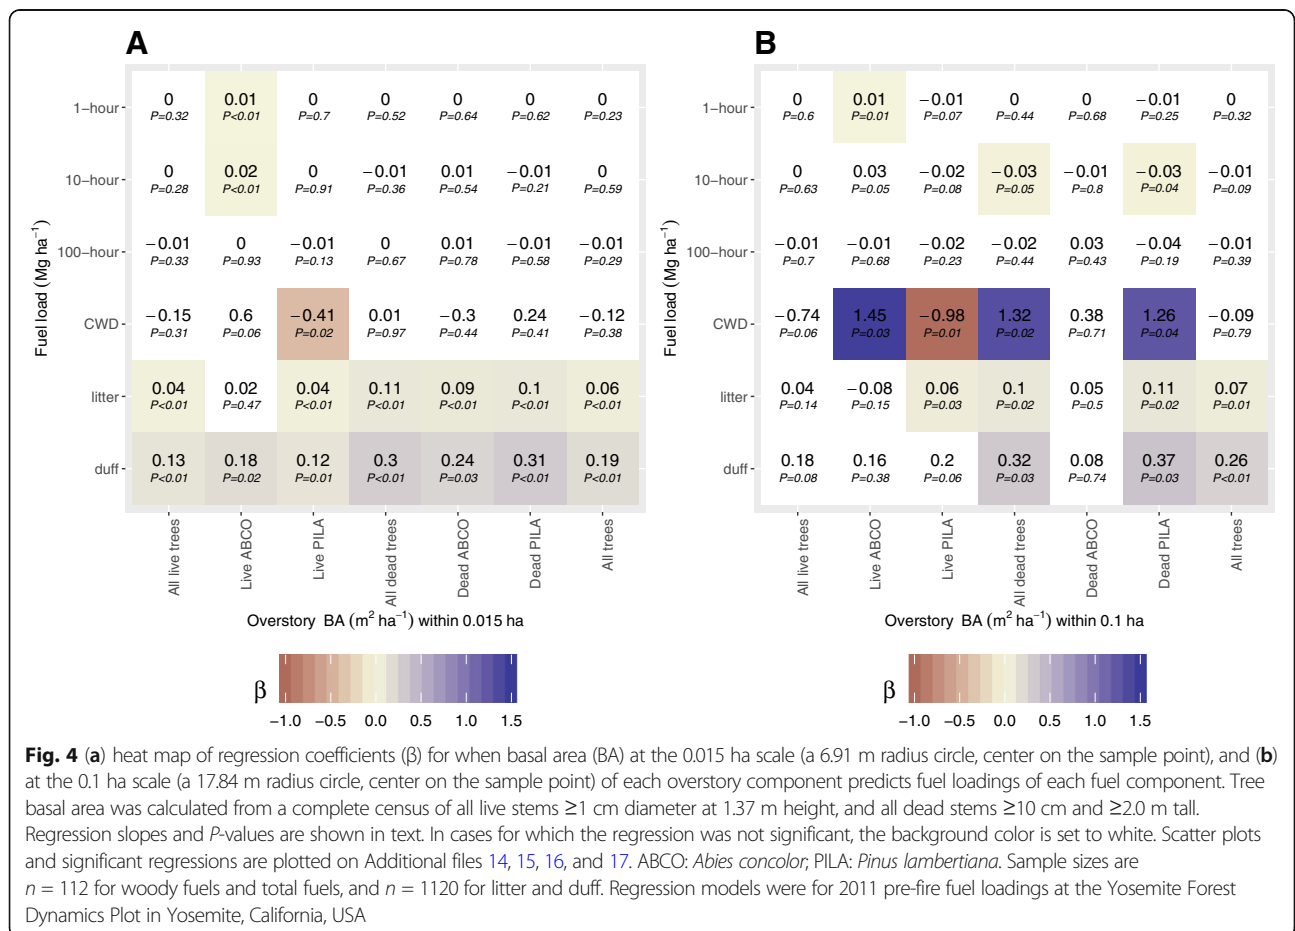 A
B
1−hour
0 0.01 0 0 0 0 0
P=0.32 P<0.01 P=0.7 P=0.52 P=0.64 P=0.62 P=0.23
10−hour
0 0.02 0 −0.01 0.01 −0.01 0
P=0.28 P<0.01 P=0.91 P=0.36 P=0.54 P=0.21 P=0.59
100−hour
−0.01 0 −0.01 0 0.01 −0.01 −0.01
P=0.33 P=0.93 P=0.13 P=0.67 P=0.78 P=0.58 P=0.29
CWD
−0.15 0.6 −0.41 0.01 −0.3 0.24 −0.12
P=0.31 P=0.06 P=0.02 P=0.97 P=0.44 P=0.41 P=0.38
litter
0.04 0.02 0.04 0.11 0.09 0.1 0.06
P<0.01 P=0.47 P<0.01 P<0.01 P<0.01 P<0.01 P<0.01
duff
0.13 0.18 0.12 0.3 0.24 0.31 0.19
P<0.01 P=0.02 P=0.01 P<0.01 P=0.03 P<0.01 P<0.01
Fuel load (Mg ha−1)
All live trees
Live ABCO
Live PILA
All dead trees
Dead ABCO
Dead PILA
All trees
Overstory BA (m2 ha−1) within 0.015 ha
β
−1.0 −0.5 0.0 0.5 1.0 1.5
1−hour
0 0.01 −0.01 0 0 −0.01 0
P=0.6 P=0.01 P=0.07 P=0.44 P=0.68 P=0.25 P=0.32
10−hour
0 0.03 −0.02 −0.03 −0.01 −0.03 −0.01
P=0.63 P=0.05 P=0.08 P=0.05 P=0.8 P=0.04 P=0.09
100−hour
−0.01 −0.01 −0.02 −0.02 0.03 −0.04 −0.01
P=0.7 P=0.68 P=0.23 P=0.44 P=0.43 P=0.19 P=0.39
CWD
−0.74 1.45 −0.98 1.32 0.38 1.26 −0.09
P=0.06 P=0.03 P=0.01 P=0.02 P=0.71 P=0.04 P=0.79
litter
0.04 −0.08 0.06 0.1 0.05 0.11 0.07
P=0.14 P=0.15 P=0.03 P=0.02 P=0.5 P=0.02 P=0.01
duff
0.18 0.16 0.2 0.32 0.08 0.37 0.26
P=0.08 P=0.38 P=0.06 P=0.03 P=0.74 P=0.03 P<0.01
Fuel load (Mg ha−1)
All live trees
Live ABCO
Live PILA
All dead trees
Dead ABCO
Dead PILA
All trees
Overstory BA (m2 ha−1) within 0.1 ha
β
−1.0 −0.5 0.0 0.5 1.0 1.5
Fig. 4 (a) heat map of regression coefficients (β) for when basal area (BA) at the 0.015 ha scale (a 6.91 m radius circle, center on the sample point), and (b)
at the 0.1 ha scale (a 17.84 m radius circle, center on the sample point) of each overstory component predicts fuel loadings of each fuel component. Tree
basal area was calculated from a complete census of all live stems ≥1 cm diameter at 1.37 m height, and all dead stems ≥10 cm and ≥2.0 m tall.
Regression slopes and P-values are shown in text. In cases for which the regression was not significant, the background color is set to white. Scatter plots
and significant regressions are plotted on Additional files 14, 15, 16, and 17. ABCO: Abies concolor; PILA: Pinus lambertiana. Sample sizes are
n = 112 for woody fuels and total fuels, and n = 1120 for litter and duff. Regression models were for 2011 pre-fire fuel loadings at the Yosemite Forest
Dynamics Plot in Yosemite, California, USA